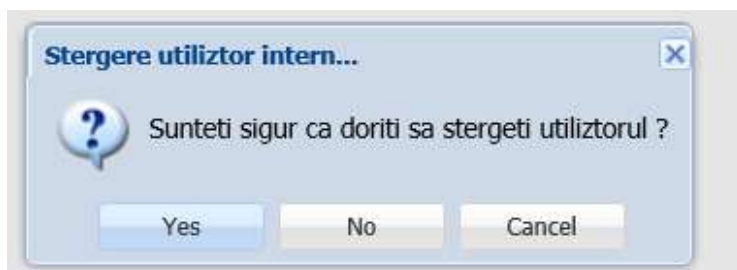 Stergere utiliztor intern...
Sunteti sigur ca doriti sa stergeti utiliztorul ?
Yes No Cancel